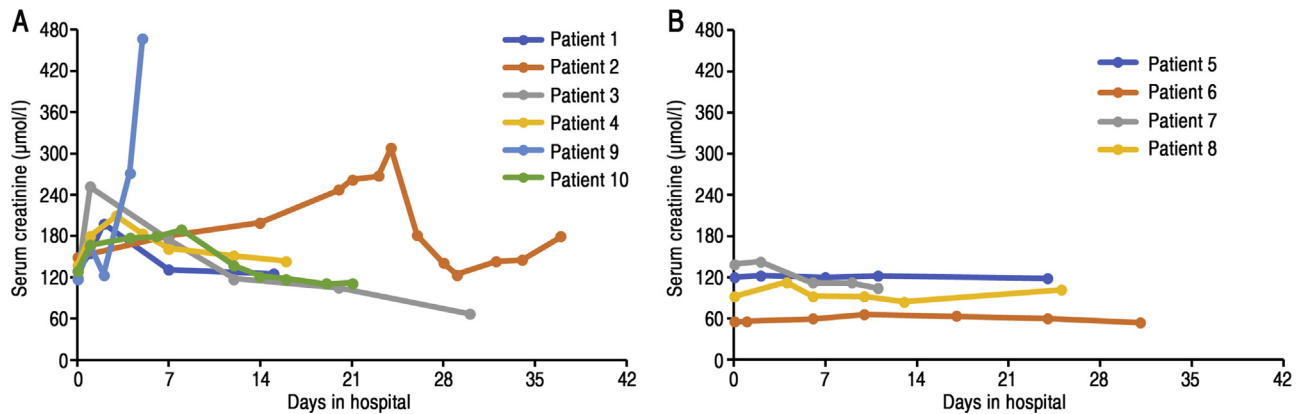 A
Serum creatinine (µmol/l)
480
420
360
300
240
180
120
60
0
0 7 14 21 28 35 42
Days in hospital
Patient 1
Patient 2
Patient 3
Patient 4
Patient 9
Patient 10
B
Serum creatinine (µmol/l)
480
420
360
300
240
180
120
60
0
0 7 14 21 28 35 42
Days in hospital
Patient 5
Patient 6
Patient 7
Patient 8